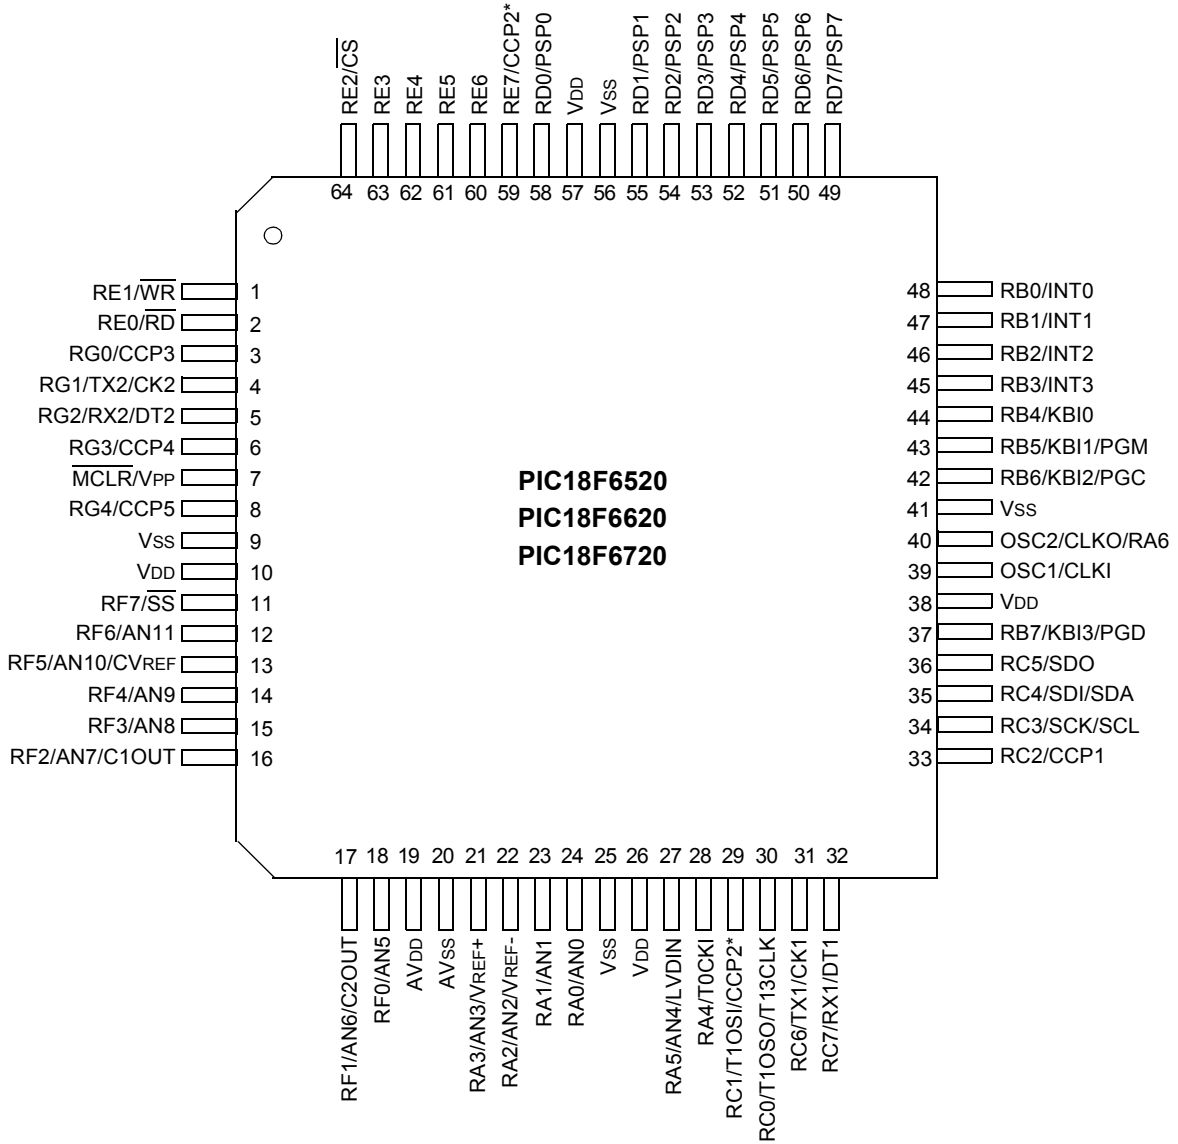 RE2/C̅S̅
RE3
RE4
RE5
RE6
RE7/CCP2*
RD0/PSP0
VDD
VSS
RD1/PSP1
RD2/PSP2
RD3/PSP3
RD4/PSP4
RD5/PSP5
RD6/PSP6
RD7/PSP7
64 63 62 61 60 59 58 57 56 55 54 53 52 51 50 49
RE1/W̅R̅ 1
RE0/R̅D̅ 2
RG0/CCP3 3
RG1/TX2/CK2 4
RG2/RX2/DT2 5
RG3/CCP4 6
M̅C̅L̅R̅/VPP 7
RG4/CCP5 8
VSS 9
VDD 10
RF7/S̅S̅ 11
RF6/AN11 12
RF5/AN10/CVREF 13
RF4/AN9 14
RF3/AN8 15
RF2/AN7/C1OUT 16
PIC18F6520
PIC18F6620
PIC18F6720
48 RB0/INT0
47 RB1/INT1
46 RB2/INT2
45 RB3/INT3
44 RB4/KBI0
43 RB5/KBI1/PGM
42 RB6/KBI2/PGC
41 VSS
40 OSC2/CLKO/RA6
39 OSC1/CLKI
38 VDD
37 RB7/KBI3/PGD
36 RC5/SDO
35 RC4/SDI/SDA
34 RC3/SCK/SCL
33 RC2/CCP1
17 18 19 20 21 22 23 24 25 26 27 28 29 30 31 32
RF1/AN6/C2OUT
RF0/AN5
AVDD
AVSS
RA3/AN3/VREF+
RA2/AN2/VREF-
RA1/AN1
RA0/AN0
VSS
VDD
RA5/AN4/LVDIN
RA4/T0CKI
RC1/T1OSI/CCP2*
RC0/T1OSO/T13CLK
RC6/TX1/CK1
RC7/RX1/DT1